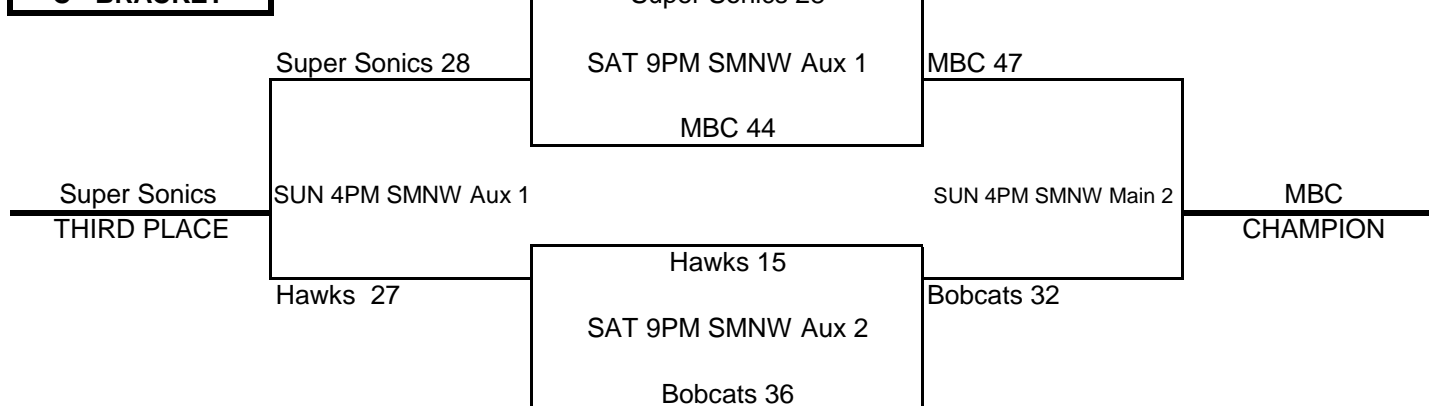 BRACKET
Super Sonics
Super Sonics 28
SAT 9PM SMNW Aux 1
MBC 47
MBC 44
Super Sonics
SUN 4PM SMNW Aux 1
SUN 4PM SMNW Main 2
MBC
THIRD PLACE
CHAMPION
Hawks 15
Hawks 27
Bobcats 32
SAT 9PM SMNW Aux 2
Bobcats 36